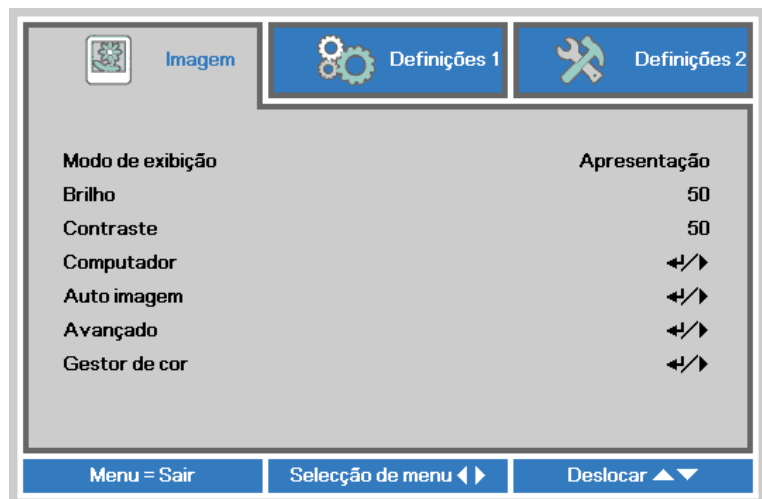 Imagem Definições 1 Definições 2
Modo de exibição Apresentação
Brilho 50
Contraste 50
Computador ↵/▶
Auto imagem ↵/▶
Avançado ↵/▶
Gestor de cor ↵/▶
Menu = Sair Selecção de menu ◀▶ Deslocar ▲▼